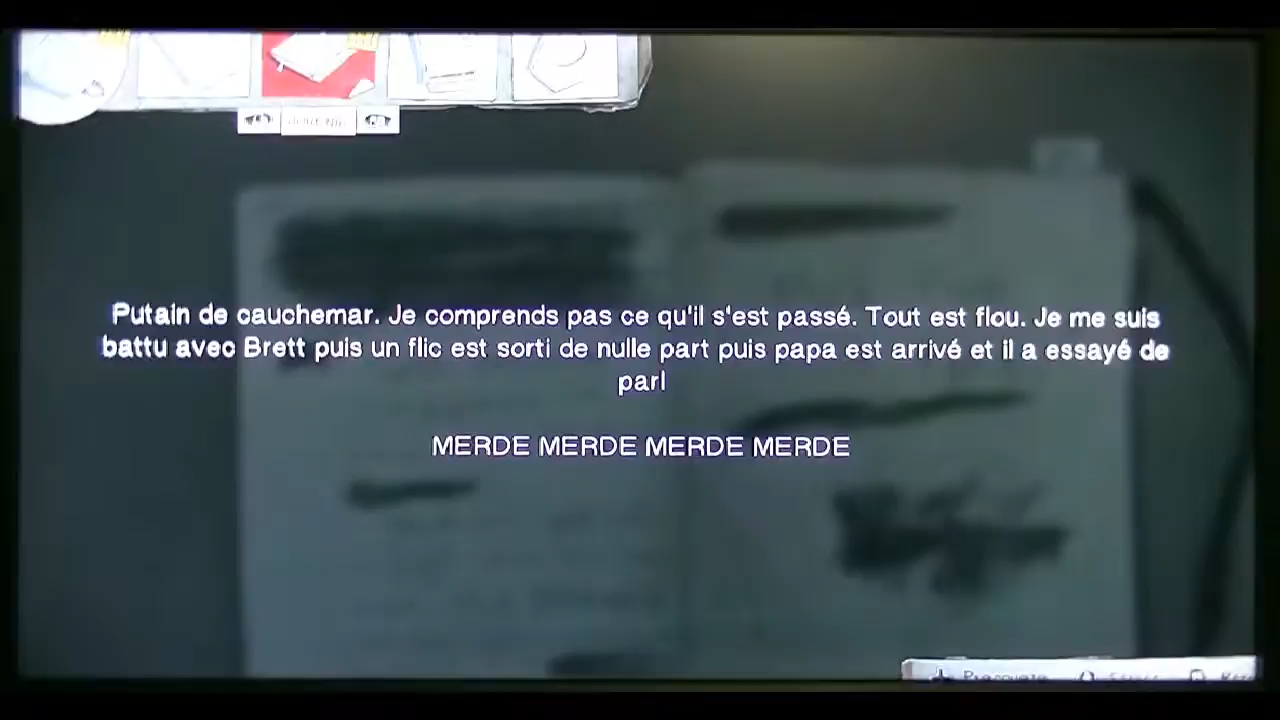 Putain de cauchemar. Je comprends pas ce qu'il s'est passé. Tout est flou. Je me suis
battu avec Brett puis un flic est sorti de nulle part puis papa est arrivé et il a essayé de
parl
MERDE MERDE MERDE MERDE